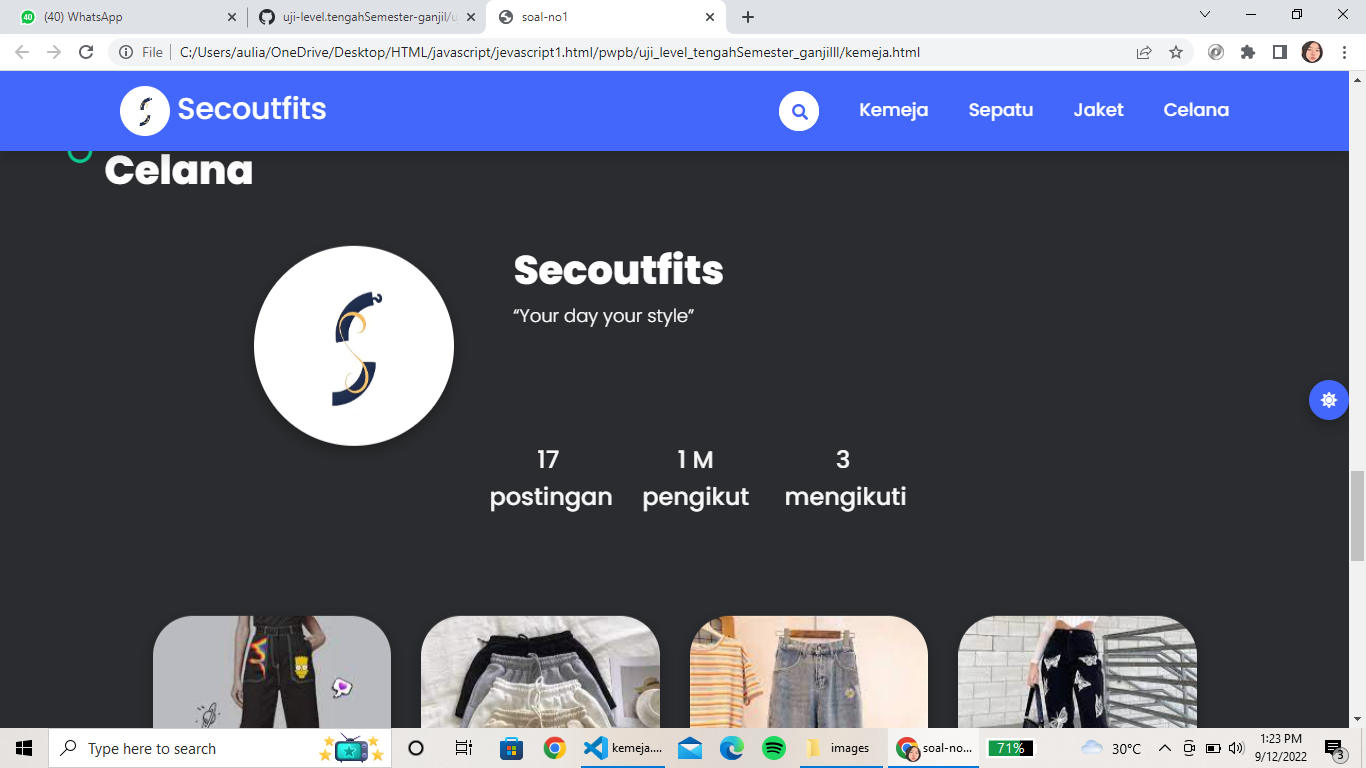 (40) WhatsApp
uji-level.tengahSemester-ganjil/u
soal-no1
File
C:/Users/aulia/OneDrive/Desktop/HTML/javascript/jevascript1.html/pwpb/uji_level_tengahSemester_ganjilIl/kemeja.html
Secoutfits
Kemeja Sepatu Jaket Celana
Celana
Secoutfits
“Your day your style”
17 1 M 3
postingan pengikut mengikuti
Type here to search
kemeja....
images
soal-no...
71%
30°C
1:23 PM
9/12/2022
3